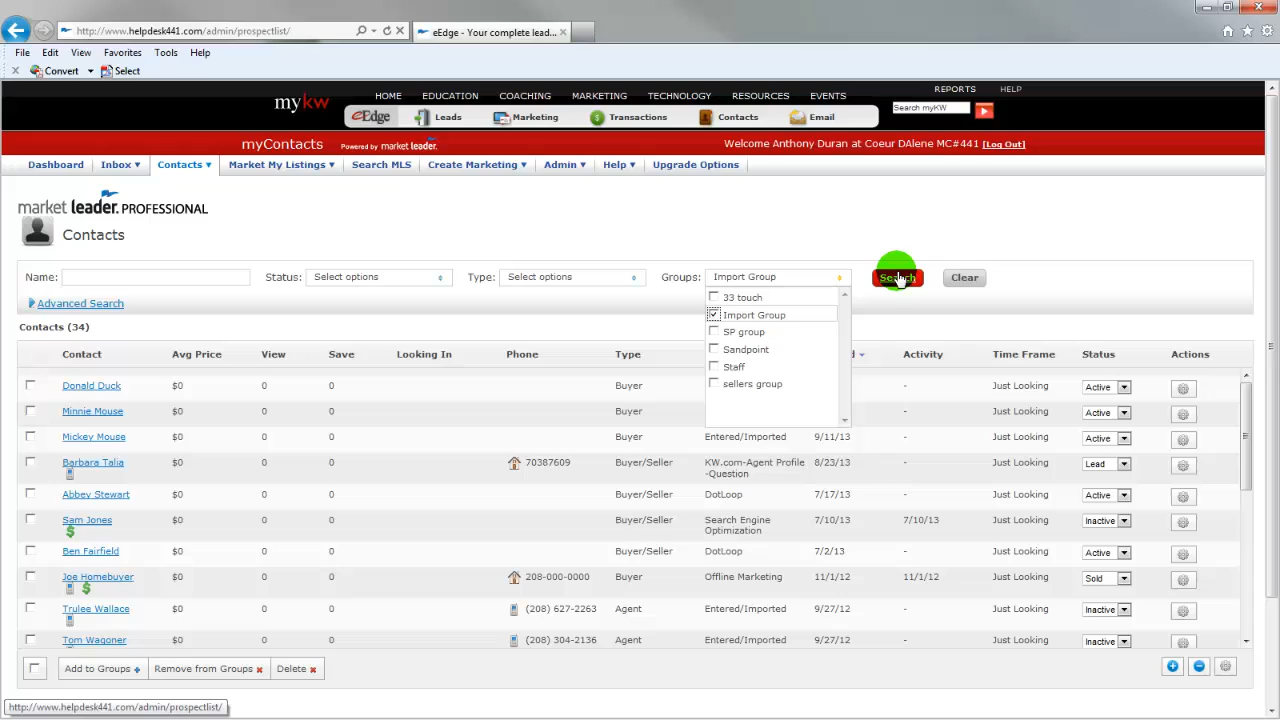 http://www.helpdesk441.com/admin/prospectlist/
eEdge - Your complete lead...
File Edit View Favorites Tools Help
Convert Select
REPORTS HELP
mykw HOME EDUCATION COACHING MARKETING TECHNOLOGY RESOURCES EVENTS
Search myKW
eEdge Leads Marketing Transactions Contacts Email
myContacts Powered by market leader. Welcome Anthony Duran at Coeur DAlene MC#441 [Log Out]
Dashboard Inbox Contacts Market My Listings Search MLS Create Marketing Admin Help Upgrade Options
market leader. PROFESSIONAL
Contacts
Name: Status: Select options Type: Select options Groups: Import Group Search Clear
Advanced Search
33 touch
Import Group
SP group
Sandpoint
Staff
sellers group
Contacts (34)
Contact Avg Price View Save Looking In Phone Type Activity Time Frame Status Actions
Donald Duck $0 0 0 Buyer - Just Looking Active
Minnie Mouse $0 0 0 Buyer - Just Looking Active
Mickey Mouse $0 0 0 Buyer Entered/Imported 9/11/13 - Just Looking Active
Barbara Talia $0 0 0 70387609 Buyer/Seller KW.com-Agent Profile -Question 8/23/13 - Just Looking Lead
Abbey Stewart $0 0 0 Buyer/Seller DotLoop 7/17/13 - Just Looking Active
Sam Jones $0 0 0 Buyer/Seller Search Engine Optimization 7/10/13 7/10/13 Just Looking Inactive
Ben Fairfield $0 0 0 Buyer/Seller DotLoop 7/2/13 - Just Looking Active
Joe Homebuyer $0 0 0 208-000-0000 Buyer Offline Marketing 11/1/12 11/1/12 Just Looking Sold
Trulee Wallace $0 0 0 (208) 627-2263 Agent Entered/Imported 9/27/12 - Just Looking Inactive
Tom Wagoner $0 0 0 (208) 304-2136 Agent Entered/Imported 9/27/12 - Just Looking Inactive
Add to Groups Remove from Groups Delete
http://www.helpdesk441.com/admin/prospectlist/